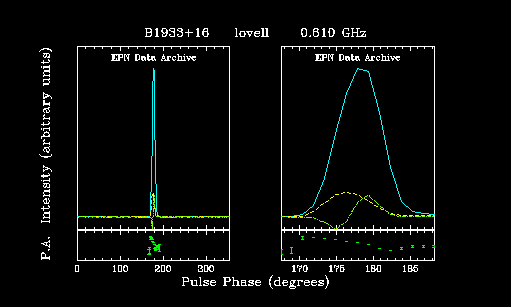 B1933+16 lovell 0.610 GHz
EPN Data Archive EPN Data Archive
P.A. Intensity (arbitrary units)
0 100 200 300 170 175 180 185
Pulse Phase (degrees)